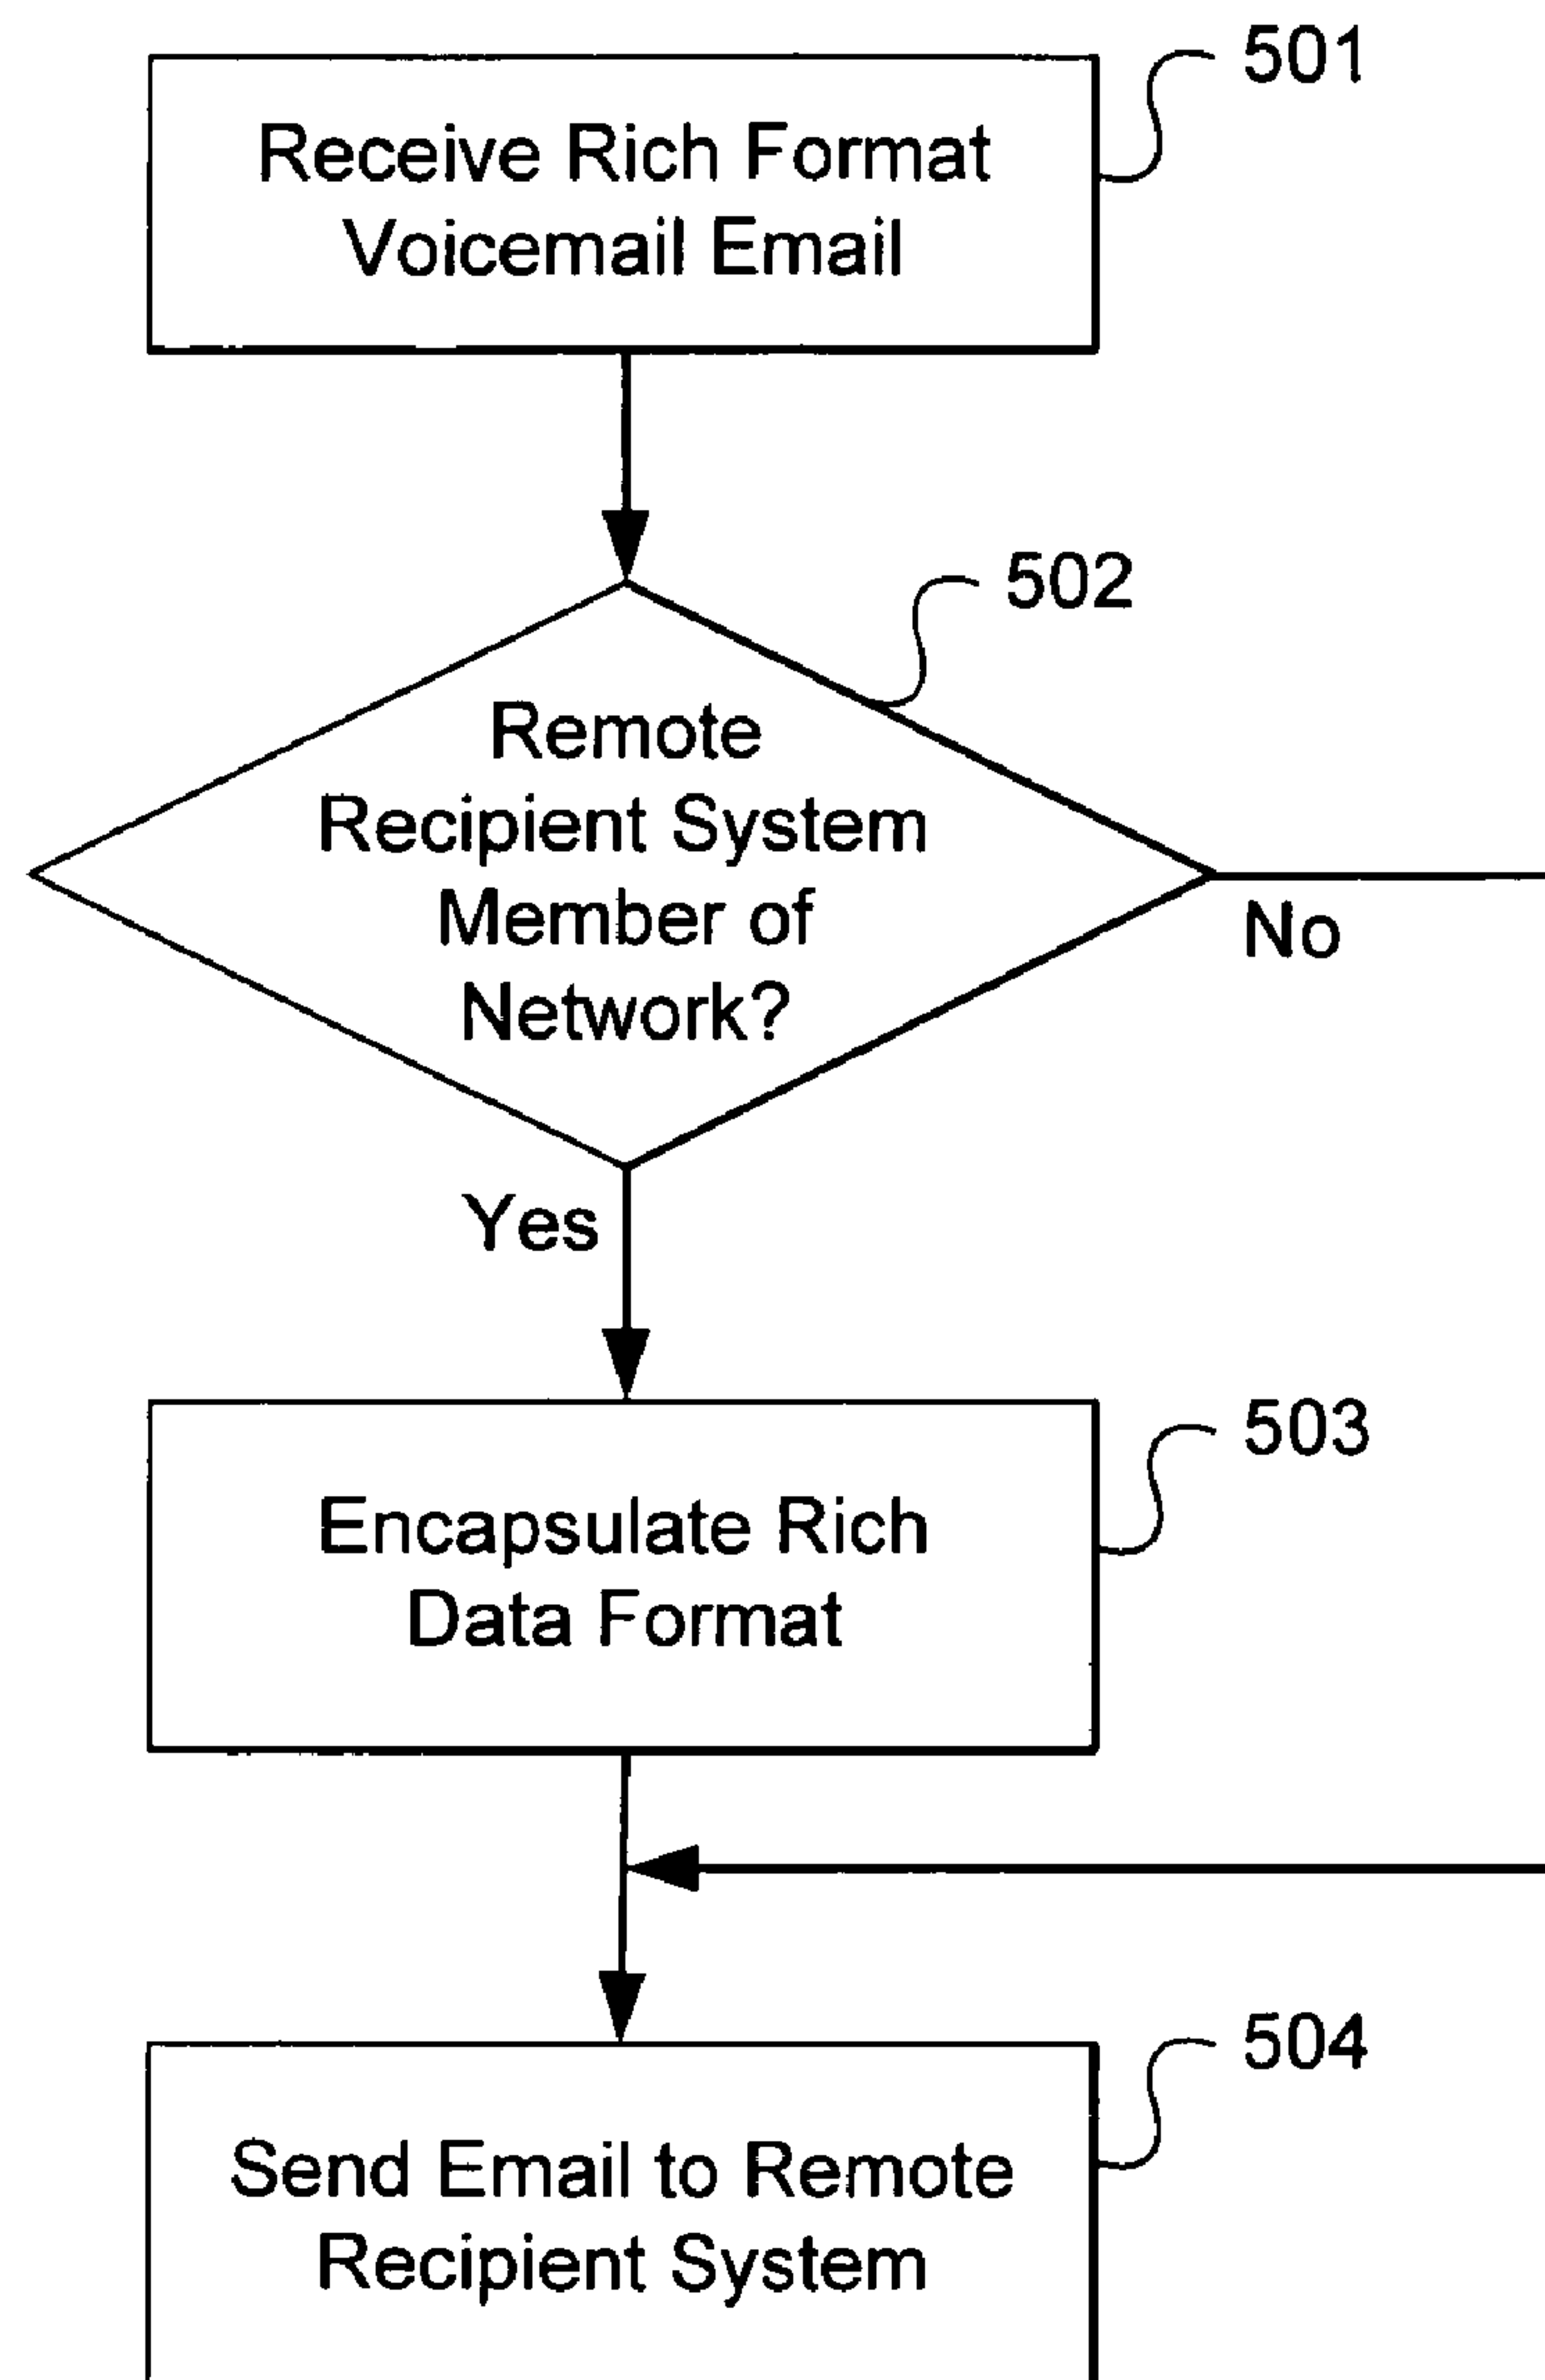 501
Receive Rich Format
Voicemail Email
502
Remote
Recipient System
Member of
Network?
No
Yes
503
Encapsulate Rich
Data Format
504
Send Email to Remote
Recipient System